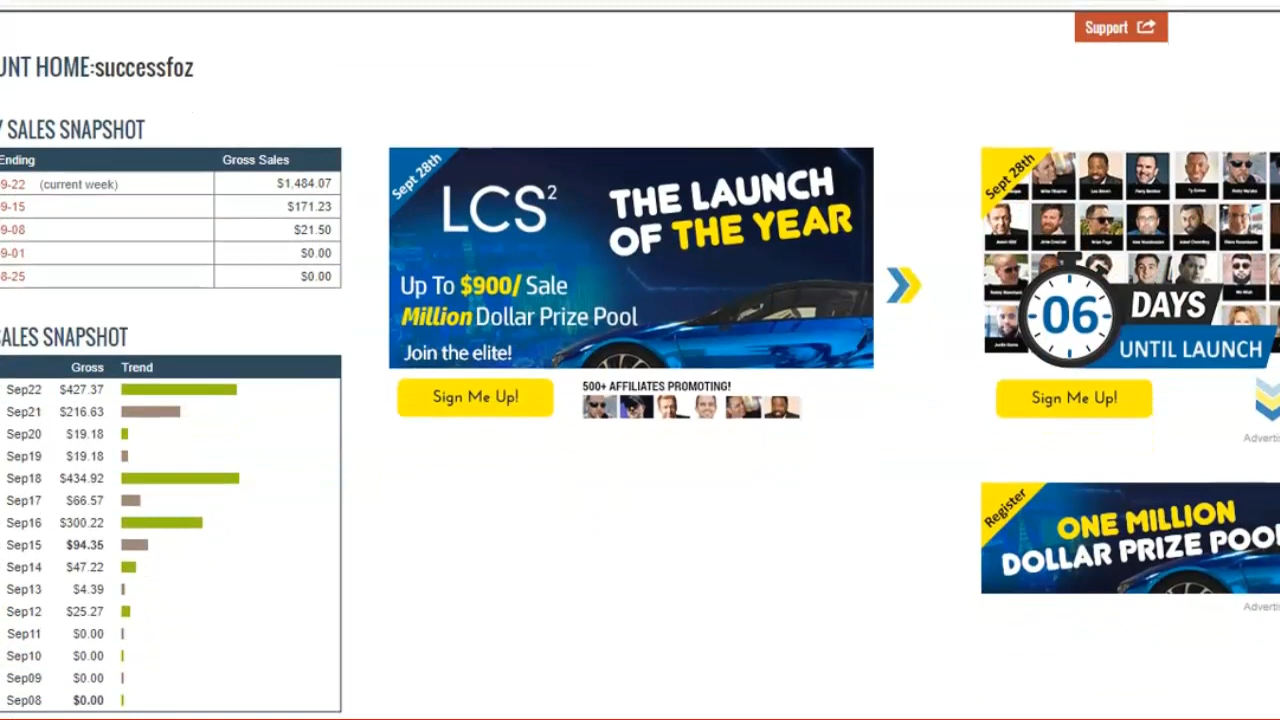 Support
UNT HOME:successfoz
Y SALES SNAPSHOT
Ending Gross Sales
9-22 (current week) $1,484.07
9-15 $171.23
9-08 $21.50
9-01 $0.00
8-25 $0.00
SALES SNAPSHOT
Gross Trend
Sep22 $427.37
Sep21 $216.63
Sep20 $19.18
Sep19 $19.18
Sep18 $434.92
Sep17 $66.57
Sep16 $300.22
Sep15 $94.35
Sep14 $47.22
Sep13 $4.39
Sep12 $25.27
Sep11 $0.00
Sep10 $0.00
Sep09 $0.00
Sep08 $0.00
Sept 28th
LCS2
THE LAUNCH
OF THE YEAR
Up To $900/ Sale
Million Dollar Prize Pool
Join the elite!
Sign Me Up!
500+ AFFILIATES PROMOTING!
Sept 28th
06 DAYS
UNTIL LAUNCH
Sign Me Up!
Adverti
Register
ONE MILLION
DOLLAR PRIZE POOL
Adverti